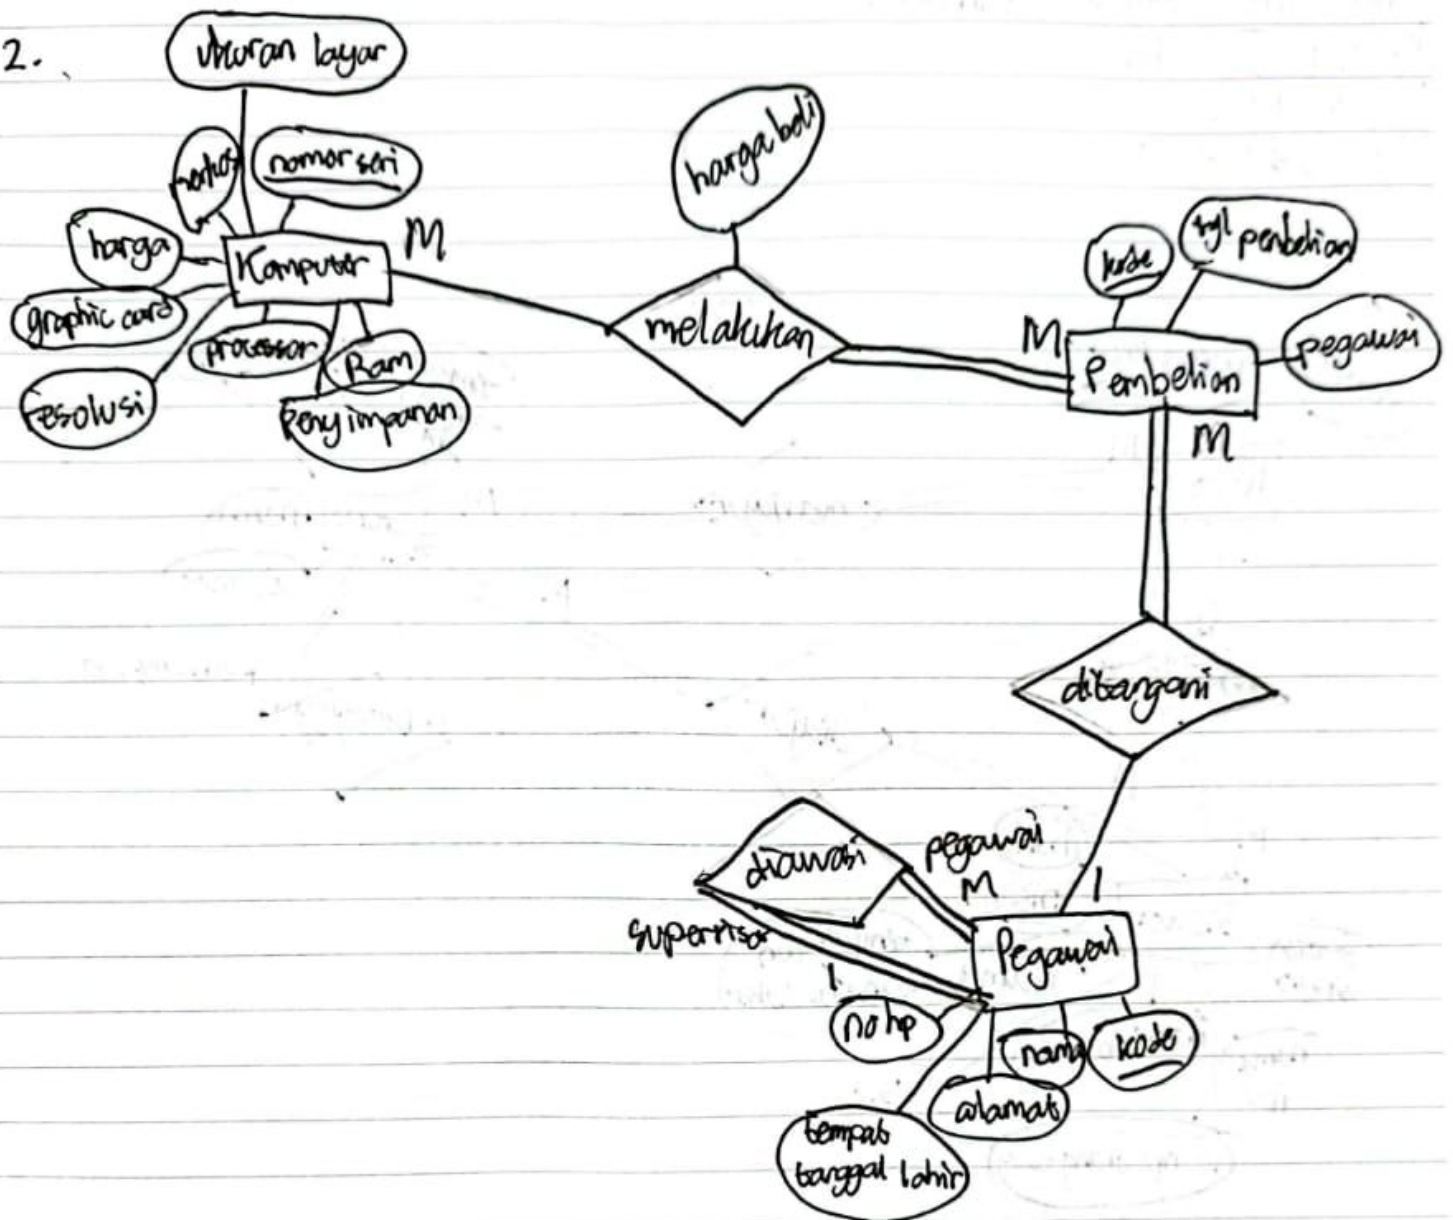 2.
ukuran layar
merk
nomor seri
harga
Komputer
M
graphic card
processor
Ram
resolusi
Penyimpanan
harga beli
melakukan
M
kode
tgl pembelian
Pembelian
pegawai
M
ditangani
diawasi
pegawai
M
1
supervisor
1
Pegawai
no hp
nama
kode
alamat
tempat
tanggal lahir